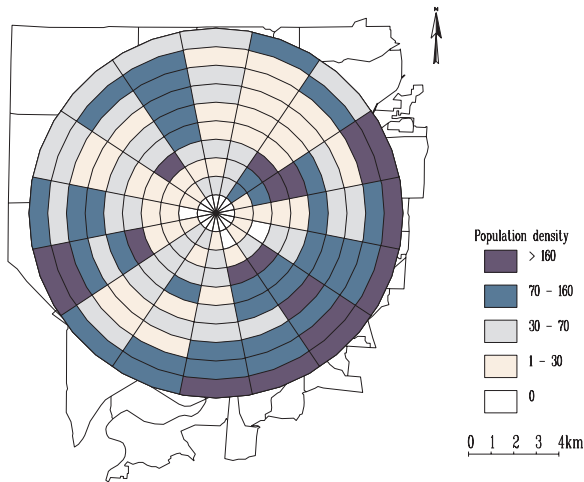 N
Population density
> 160
70 - 160
30 - 70
1 - 30
0
0 1 2 3 4km